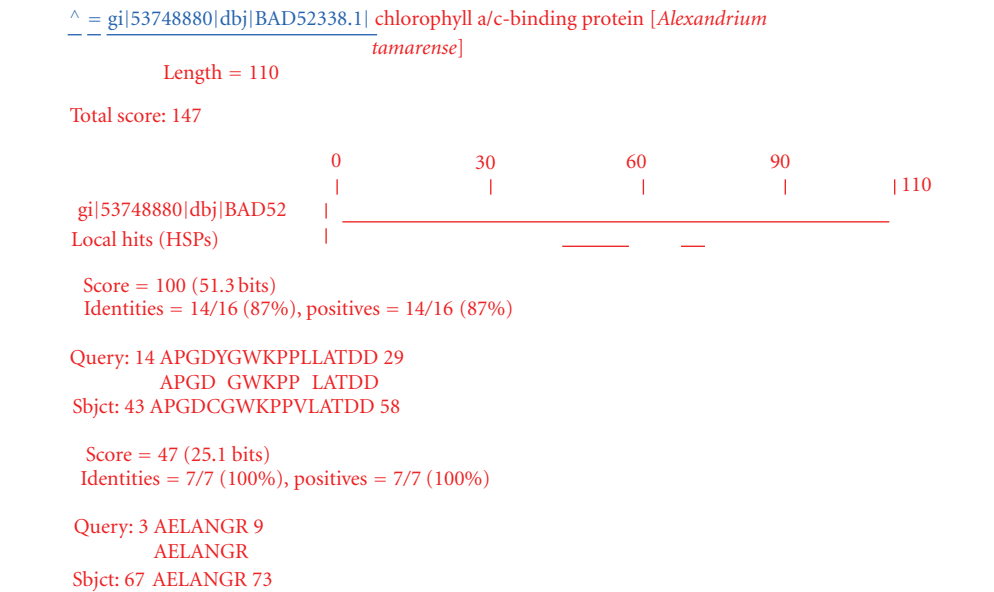 ^ = gi|53748880|dbj|BAD52338.1| chlorophyll a/c-binding protein [Alexandrium
tamarense]
Length = 110
Total score: 147
0 30 60 90
110
gi|53748880|dbj|BAD52
Local hits (HSPs)
Score = 100 (51.3 bits)
Identities = 14/16 (87%), positives = 14/16 (87%)
Query: 14 APGDYGWKPPLLATDD 29
APGD GWKPP LATDD
Sbjct: 43 APGDCGWKPPVLATDD 58
Score = 47 (25.1 bits)
Identities = 7/7 (100%), positives = 7/7 (100%)
Query: 3 AELANGR 9
AELANGR
Sbjct: 67 AELANGR 73